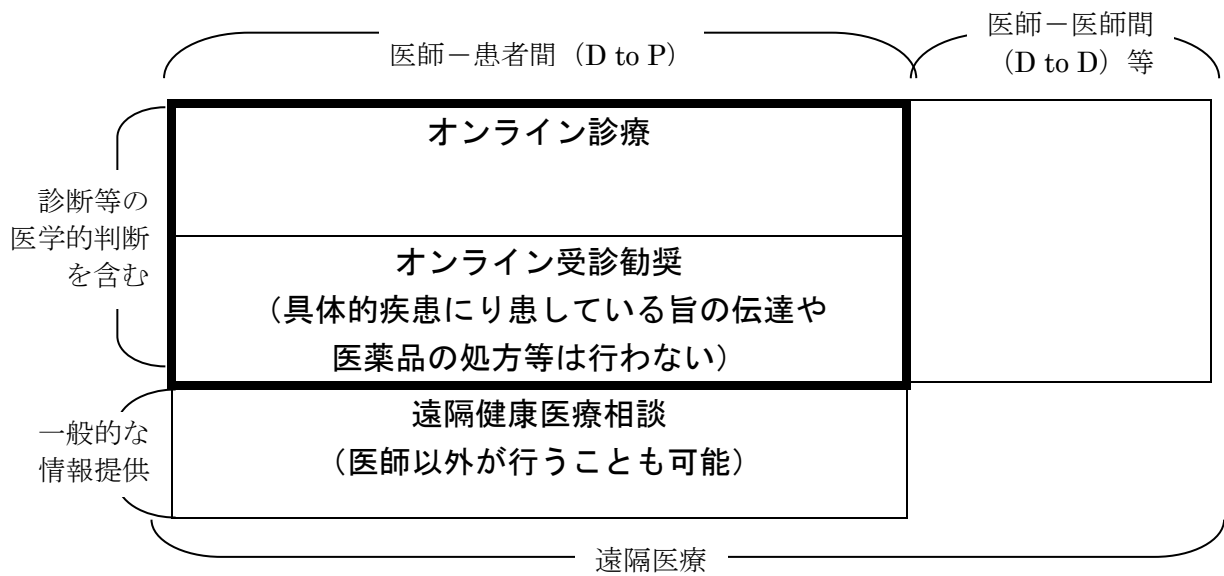 医師－患者間（D to P）
医師－医師間
（D to D）等
診断等の
医学的判断
を含む
オンライン診療
オンライン受診勧奨
（具体的疾患にり患している旨の伝達や
医薬品の処方等は行わない）
一般的な
情報提供
遠隔健康医療相談
（医師以外が行うことも可能）
遠隔医療